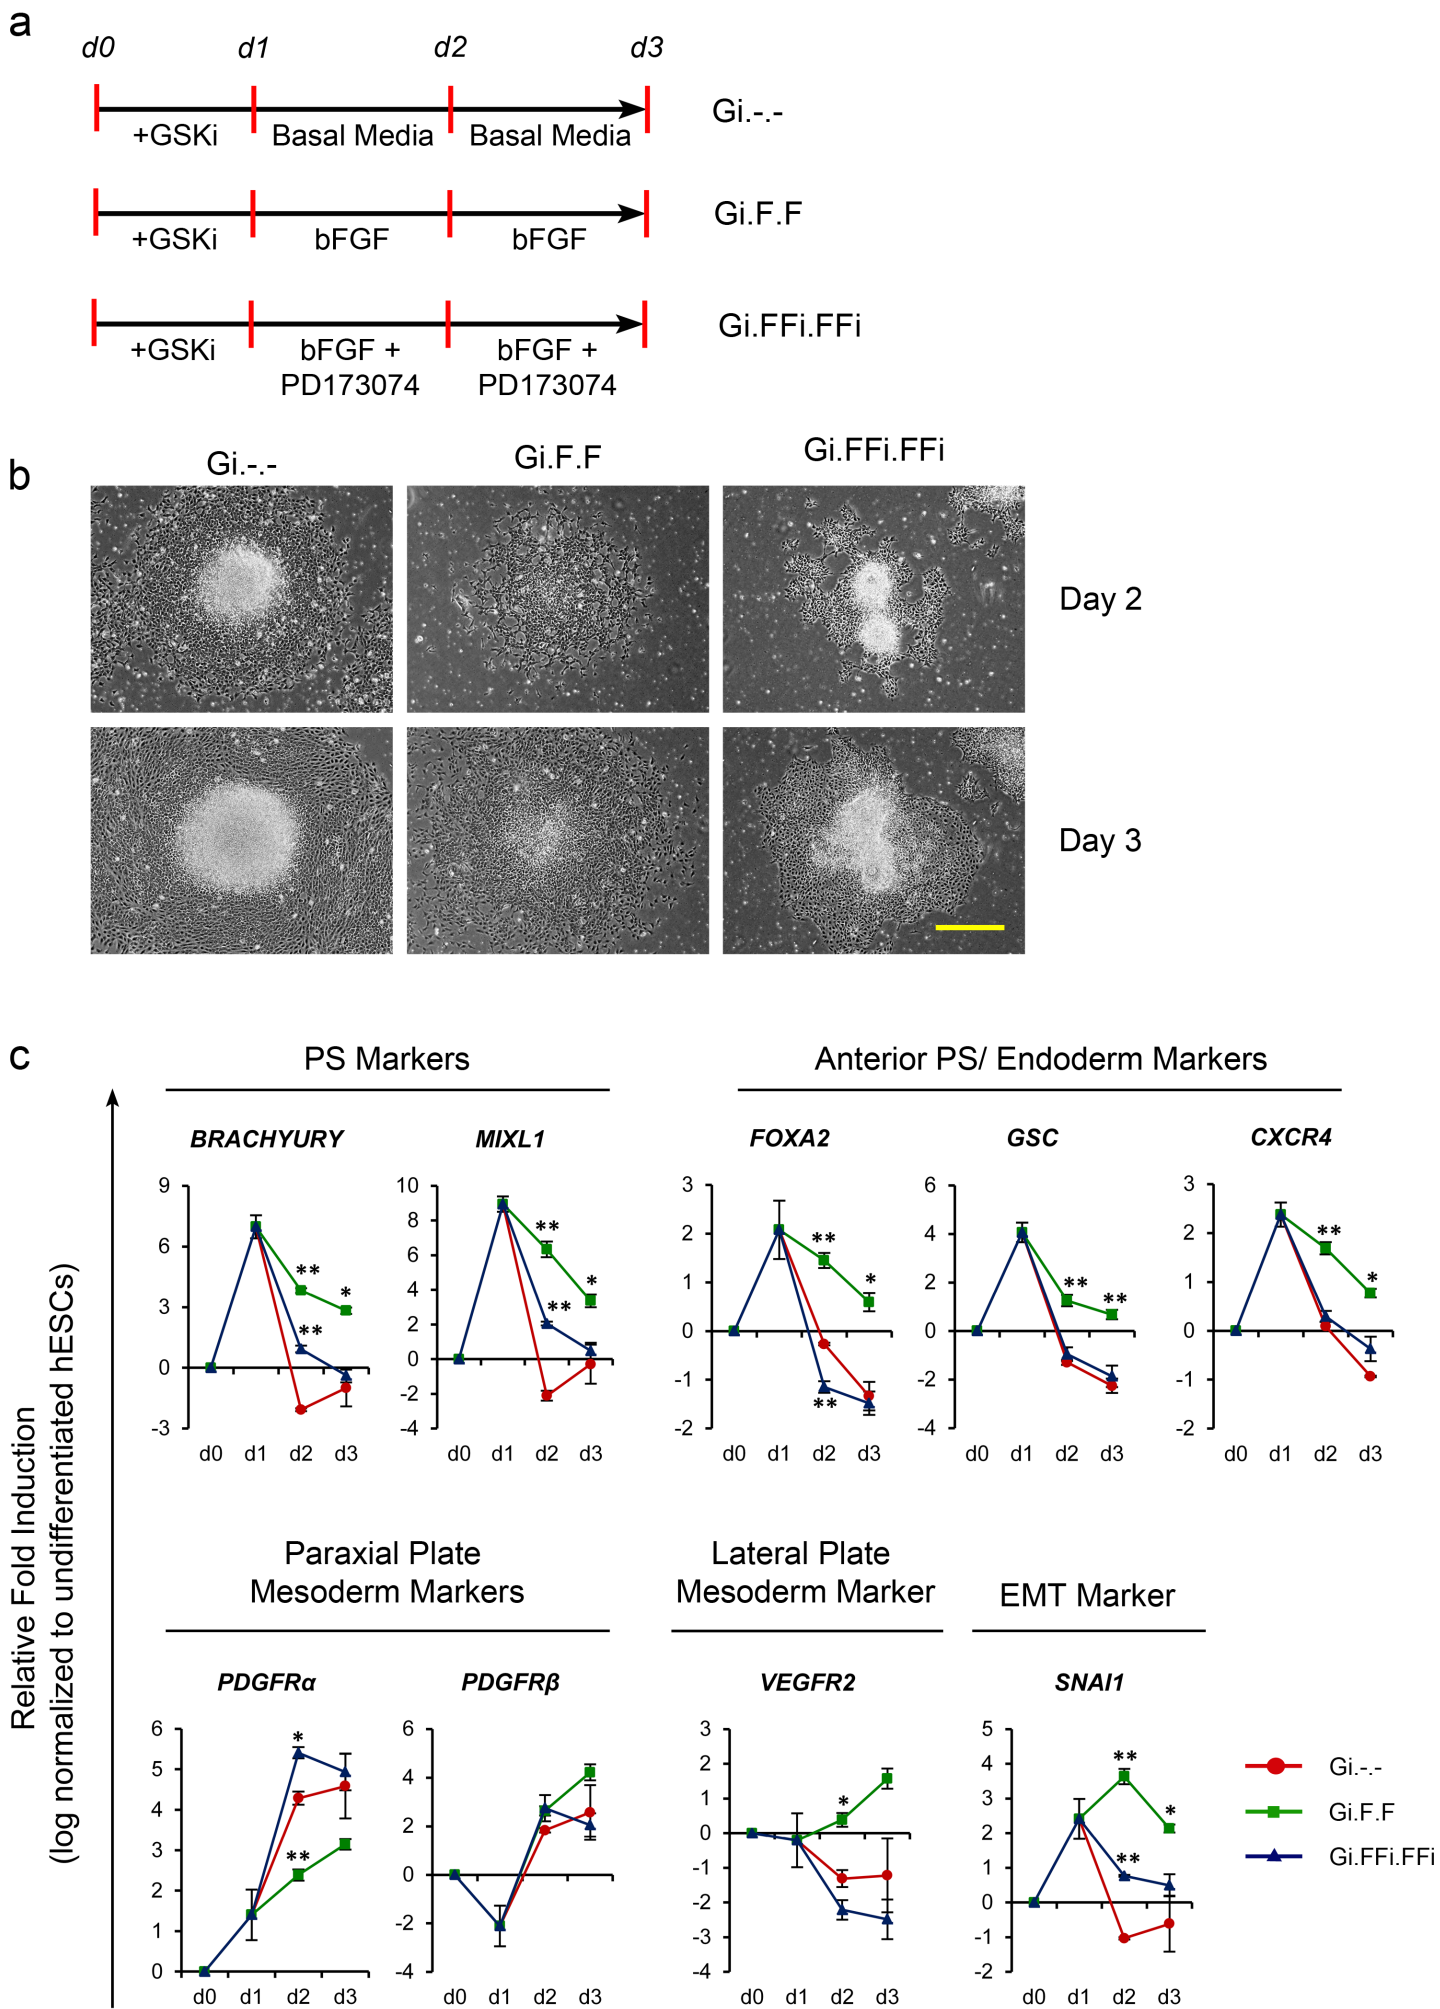 a
d0 d1 d2 d3
+GSKi Basal Media Basal Media Gi.-.-
+GSKi bFGF bFGF Gi.F.F
+GSKi bFGF + bFGF + Gi.FFi.FFi
PD173074 PD173074
b
Gi.-.- Gi.F.F Gi.FFi.FFi
Day 2
Day 3
c
Relative Fold Induction
(log normalized to undifferentiated hESCs)
PS Markers Anterior PS/ Endoderm Markers
BRACHYURY MIXL1 FOXA2 GSC CXCR4
9
6
3
0
-3
** * **
d0 d1 d2 d3
10
8
6
4
2
0
-2
-4
** * **
d0 d1 d2 d3
3
2
1
0
-1
-2
** * **
d0 d1 d2 d3
6
4
2
0
-2
-4
** **
d0 d1 d2 d3
3
2
1
0
-1
-2
** *
d0 d1 d2 d3
Paraxial Plate
Mesoderm Markers
Lateral Plate
Mesoderm Marker
EMT Marker
PDGFRα PDGFRβ VEGFR2 SNAI1
6
5
4
3
2
1
0
* **
d0 d1 d2 d3
6
4
2
0
-2
-4
d0 d1 d2 d3
3
2
1
0
-1
-2
-3
-4
*
d0 d1 d2 d3
5
4
3
2
1
0
-1
-2
** * **
d0 d1 d2 d3
Gi.-.-
Gi.F.F
Gi.FFi.FFi